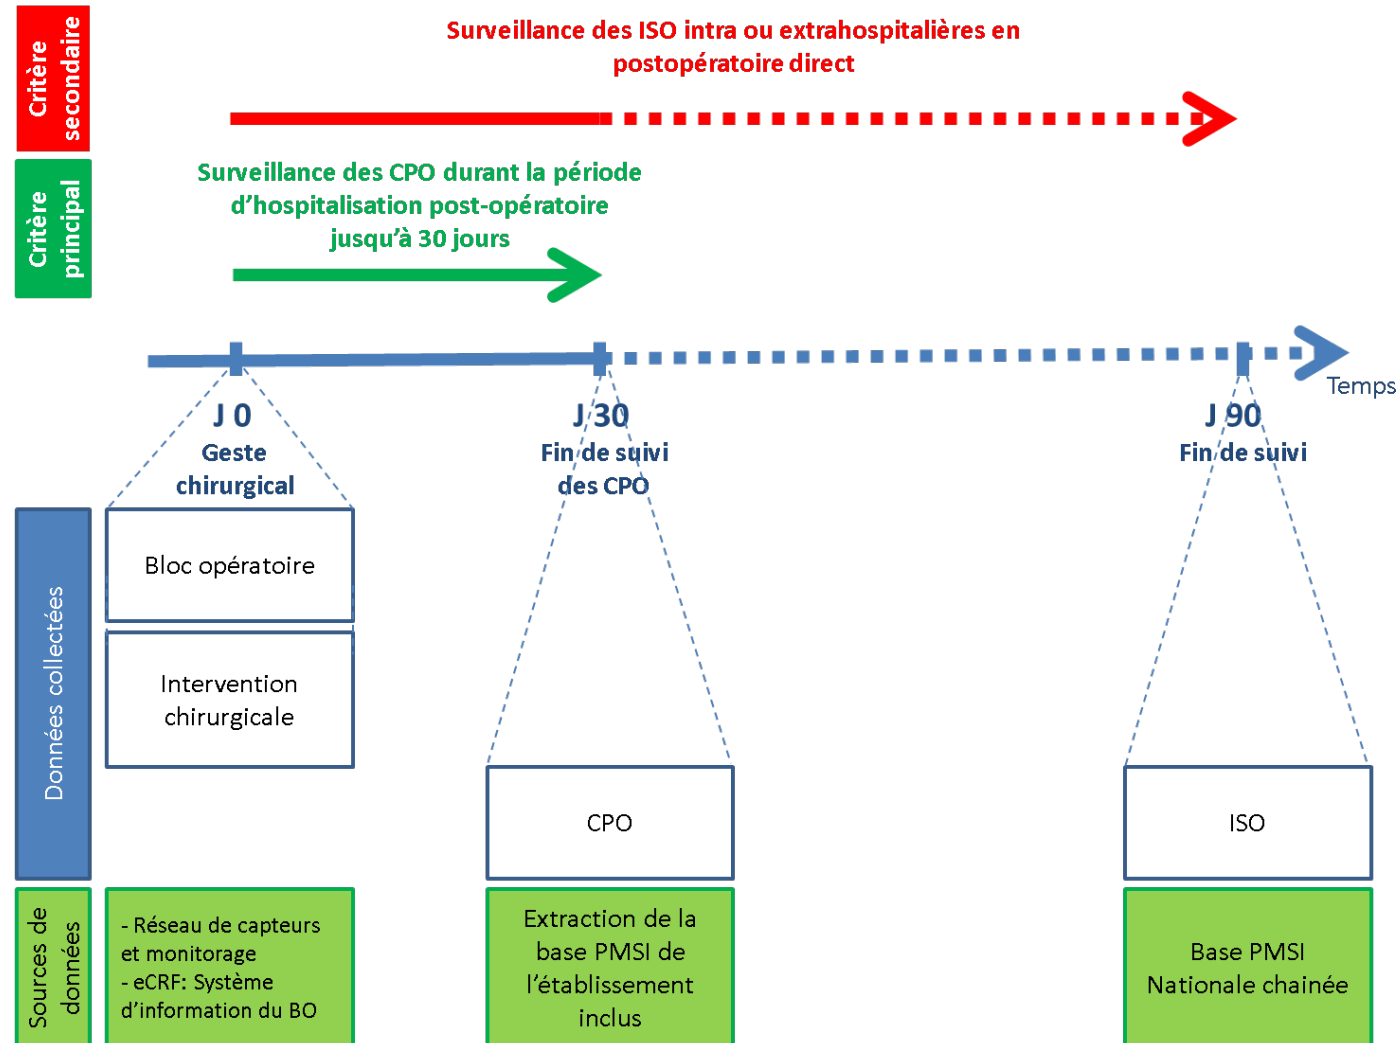 Critère
secondaire
Surveillance des ISO intra ou extrahospitalières en
postopératoire direct
Critère
principal
Surveillance des CPO durant la période
d'hospitalisation post-opératoire
jusqu'à 30 jours
Temps
J 0
Geste
chirurgical
J 30
Fin de suivi
des CPO
J 90
Fin de suivi
Données collectées
Bloc opératoire
Intervention
chirurgicale
CPO
ISO
Sources de
données
- Réseau de capteurs
et monitorage
- eCRF: Système
d'information du BO
Extraction de la
base PMSI de
l'établissement
inclus
Base PMSI
Nationale chainée